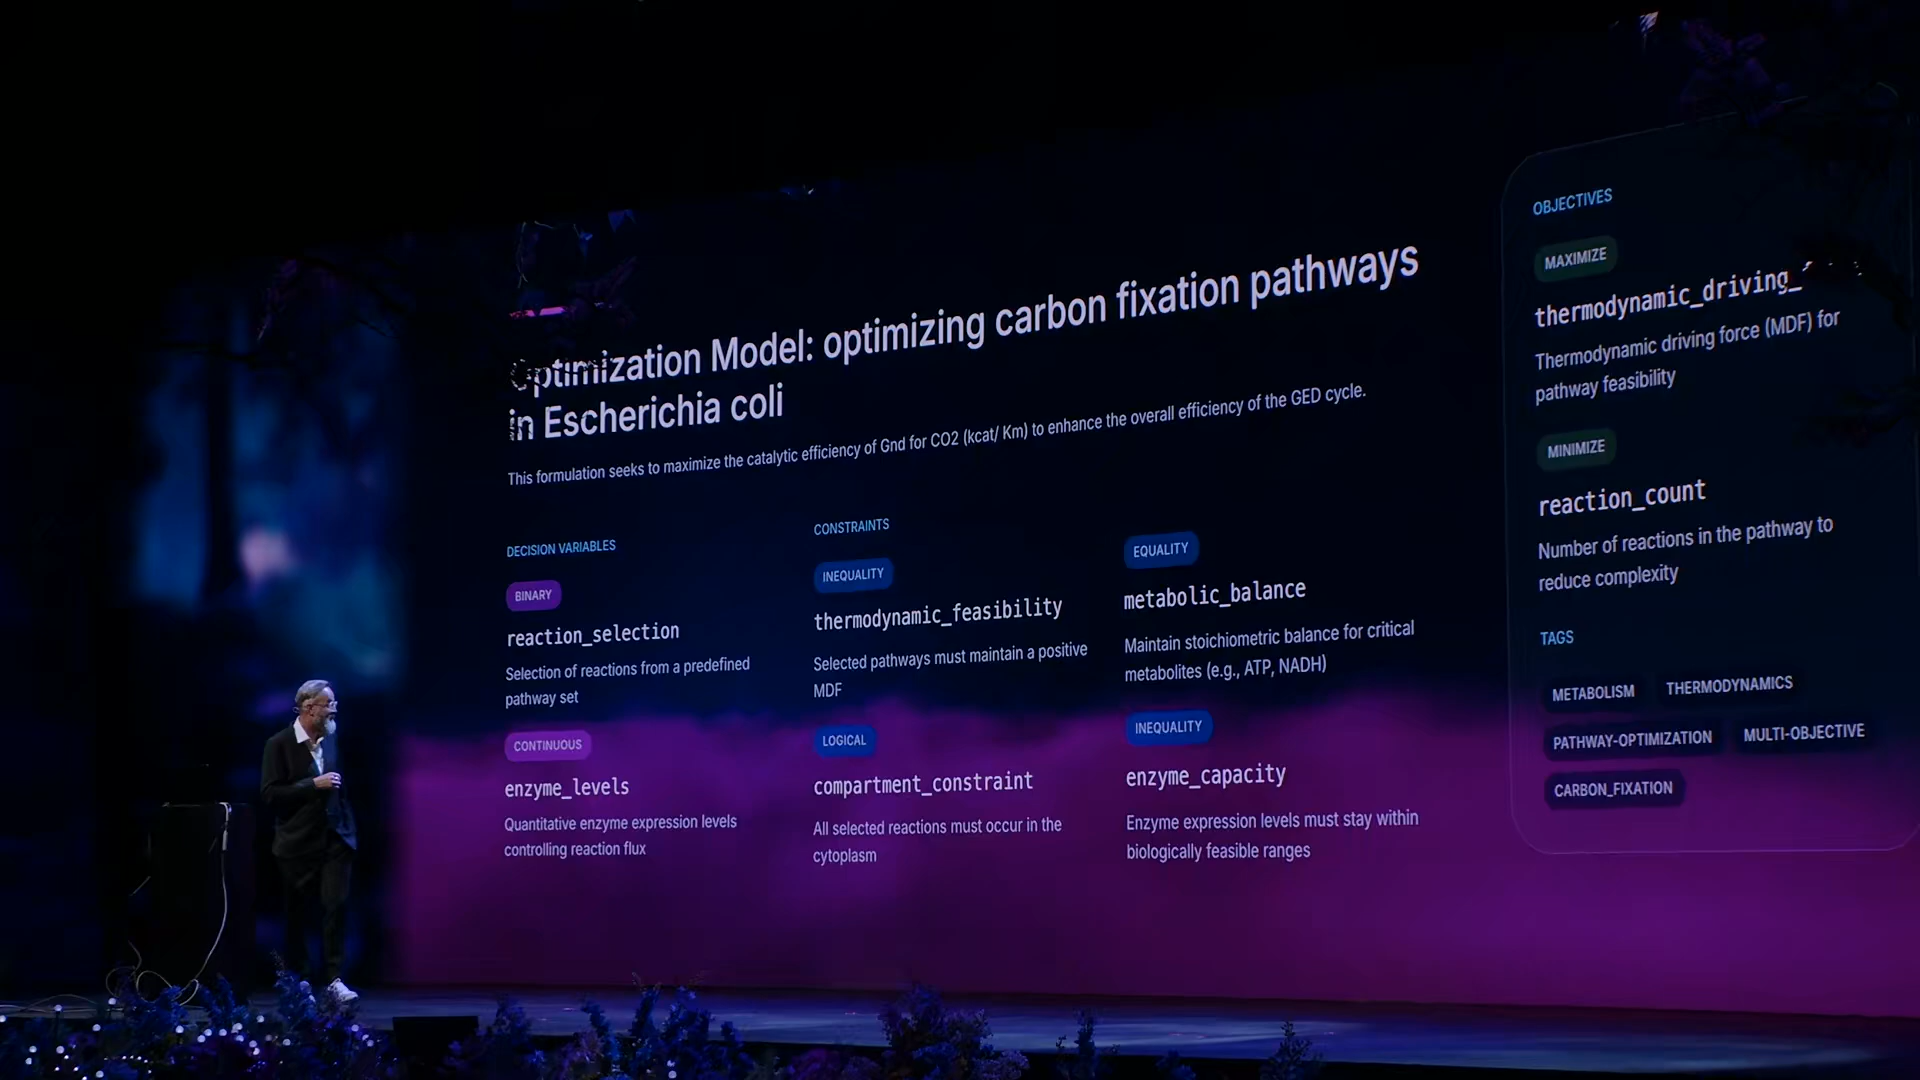 Optimization Model: optimizing carbon fixation pathways
in Escherichia coli
This formulation seeks to maximize the catalytic efficiency of Gnd for CO2 (kcat/ Km) to enhance the overall efficiency of the GED cycle.
DECISION VARIABLES
BINARY
reaction_selection
Selection of reactions from a predefined
pathway set
CONTINUOUS
enzyme_levels
Quantitative enzyme expression levels
controlling reaction flux
CONSTRAINTS
INEQUALITY
thermodynamic_feasibility
Selected pathways must maintain a positive
MDF
LOGICAL
compartment_constraint
All selected reactions must occur in the
cytoplasm
EQUALITY
metabolic_balance
Maintain stoichiometric balance for critical
metabolites (e.g., ATP, NADH)
INEQUALITY
enzyme_capacity
Enzyme expression levels must stay within
biologically feasible ranges
OBJECTIVES
MAXIMIZE
thermodynamic_driving_
Thermodynamic driving force (MDF) for
pathway feasibility
MINIMIZE
reaction_count
Number of reactions in the pathway to
reduce complexity
TAGS
METABOLISM THERMODYNAMICS
PATHWAY-OPTIMIZATION MULTI-OBJECTIVE
CARBON_FIXATION